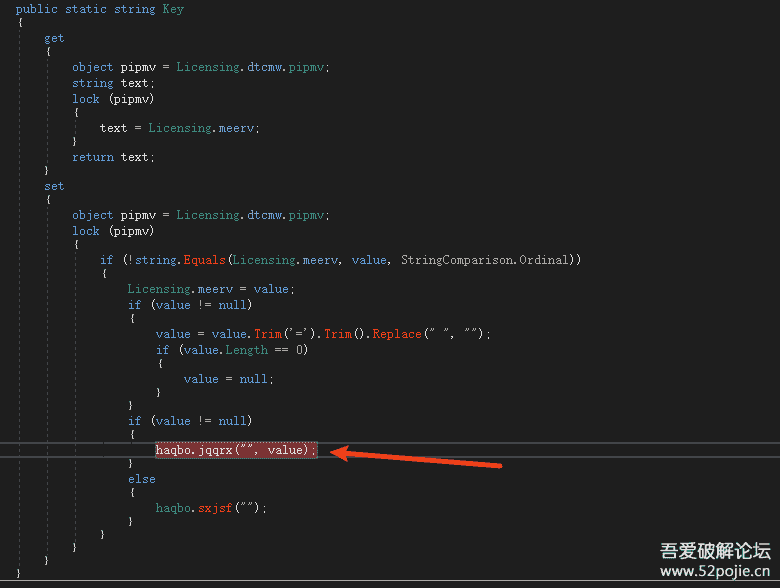 public static string Key
{
get
{
object pipmv = Licensing.dtcmw.pipmv;
string text;
lock (pipmv)
{
text = Licensing.meerv;
}
return text;
}
set
{
object pipmv = Licensing.dtcmw.pipmv;
lock (pipmv)
{
if (!string.Equals(Licensing.meerv, value, StringComparison.Ordinal))
{
Licensing.meerv = value;
if (value != null)
{
value = value.Trim('=').Trim().Replace(" ", "");
if (value.Length == 0)
{
value = null;
}
}
if (value != null)
{
haqbo.jqqrx("", value);
}
else
{
haqbo.sxjsf("");
}
}
}
}
}
吾爱破解论坛
www.52pojie.cn